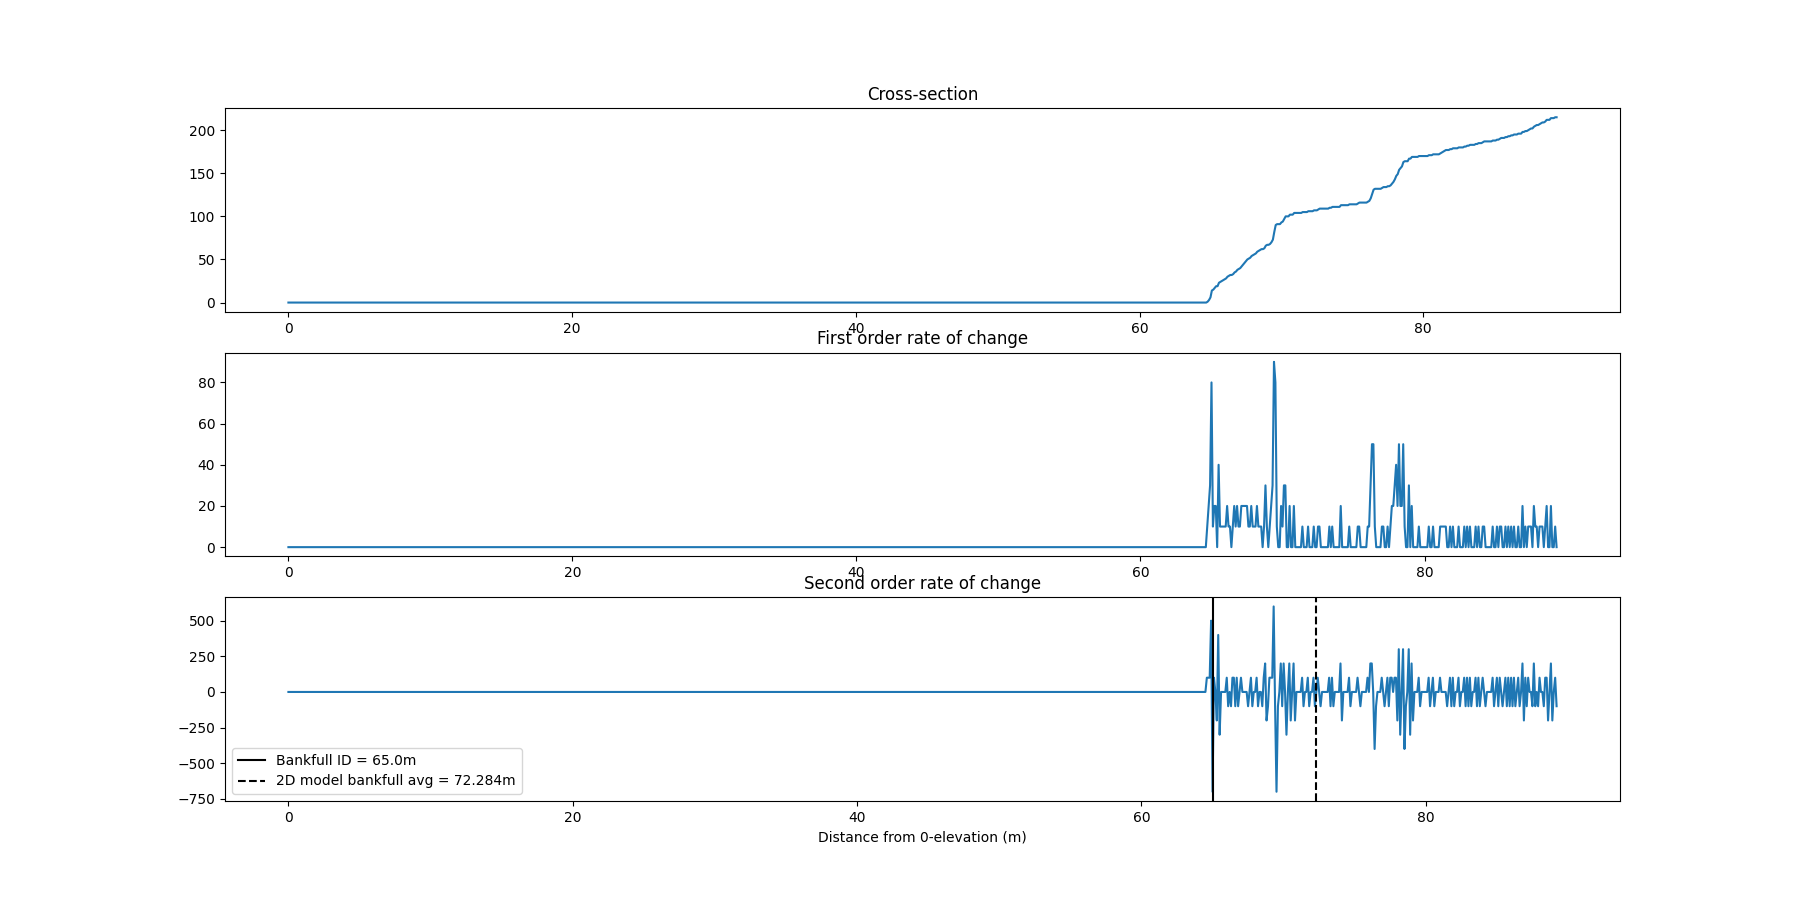 Cross-section
200
150
100
50
0
0 20 40 60 80
First order rate of change
80
60
40
20
0
0 20 40 60 80
Second order rate of change
500
250
0
−250
−500
−750
Bankfull ID = 65.0m
2D model bankfull avg = 72.284m
0 20 40 60 80
Distance from 0-elevation (m)